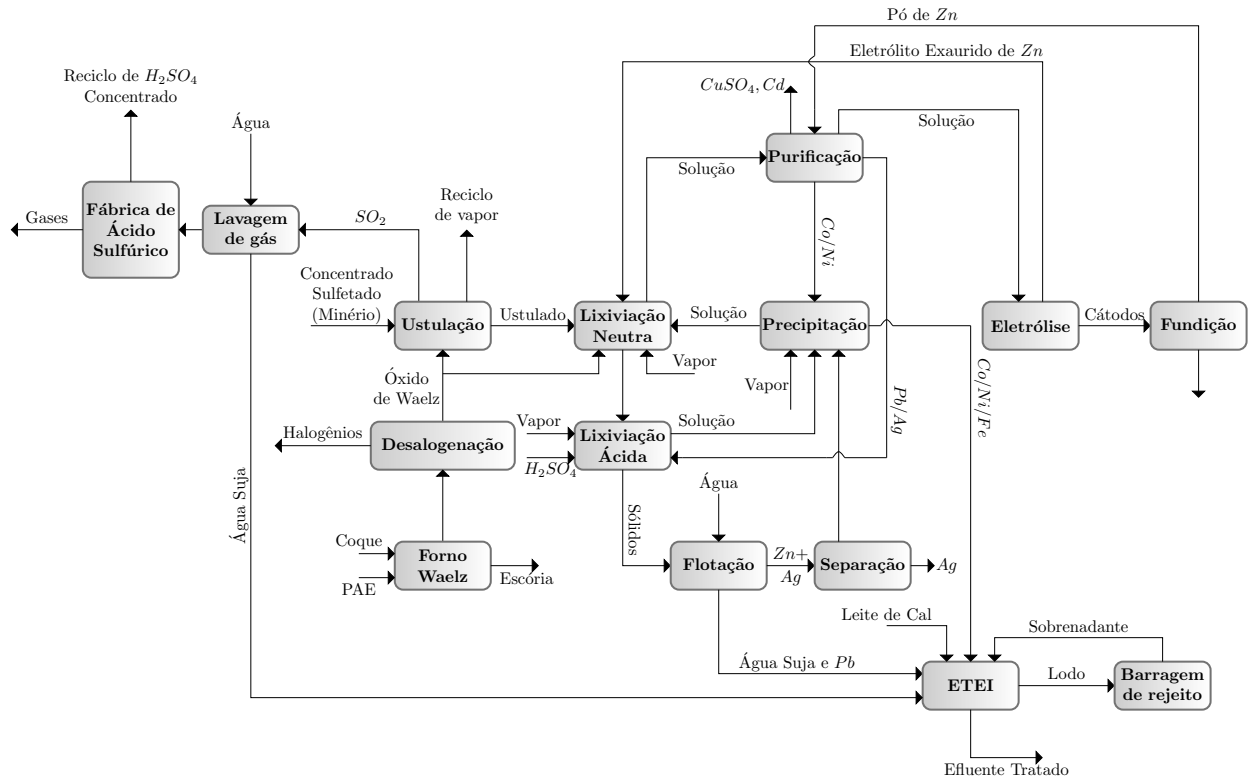 Pó de Zn
Eletrólito Exaurido de Zn
Reciclo de H₂SO₄
Concentrado
CuSO₄, Cd
Água
Solução
Purificação
Solução
Fábrica de
Ácido
Sulfúrico
Gases
Lavagem
de gás
SO₂
Reciclo
de vapor
Co/Ni
Concentrado
Sulfetado
(Minério)
Ustulação
Ustulado
Lixiviação
Neutra
Solução
Precipitação
Eletrólise
Cátodos
Fundição
Vapor
Vapor
Óxido
de Waelz
Pb/Ag
Co/Ni/Fe
Halogênios
Desalogenação
Vapor
H₂SO₄
Lixiviação
Ácida
Solução
Água Suja
Sólidos
Água
Coque
PAE
Forno
Waelz
Escória
Flotação
Zn+
Ag
Separação
Ag
Leite de Cal
Sobrenadante
Água Suja e Pb
ETEI
Lodo
Barragem
de rejeito
Efluente Tratado